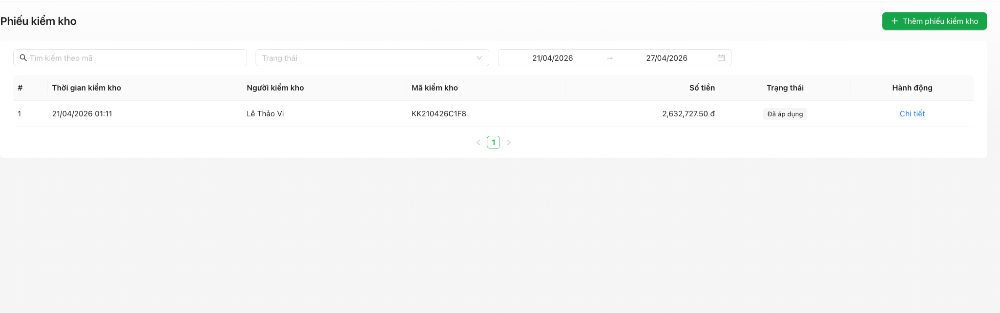 Phiếu kiểm kho
Thêm phiếu kiểm kho
Tìm kiếm theo mã
Trạng thái
21/04/2026
27/04/2026
# Thời gian kiểm kho Người kiểm kho Mã kiểm kho Số tiền Trạng thái Hành động
1 21/04/2026 01:11 Lê Thảo Vi KK210426C1F8 2,632,727.50 đ Đã áp dụng Chi tiết
1